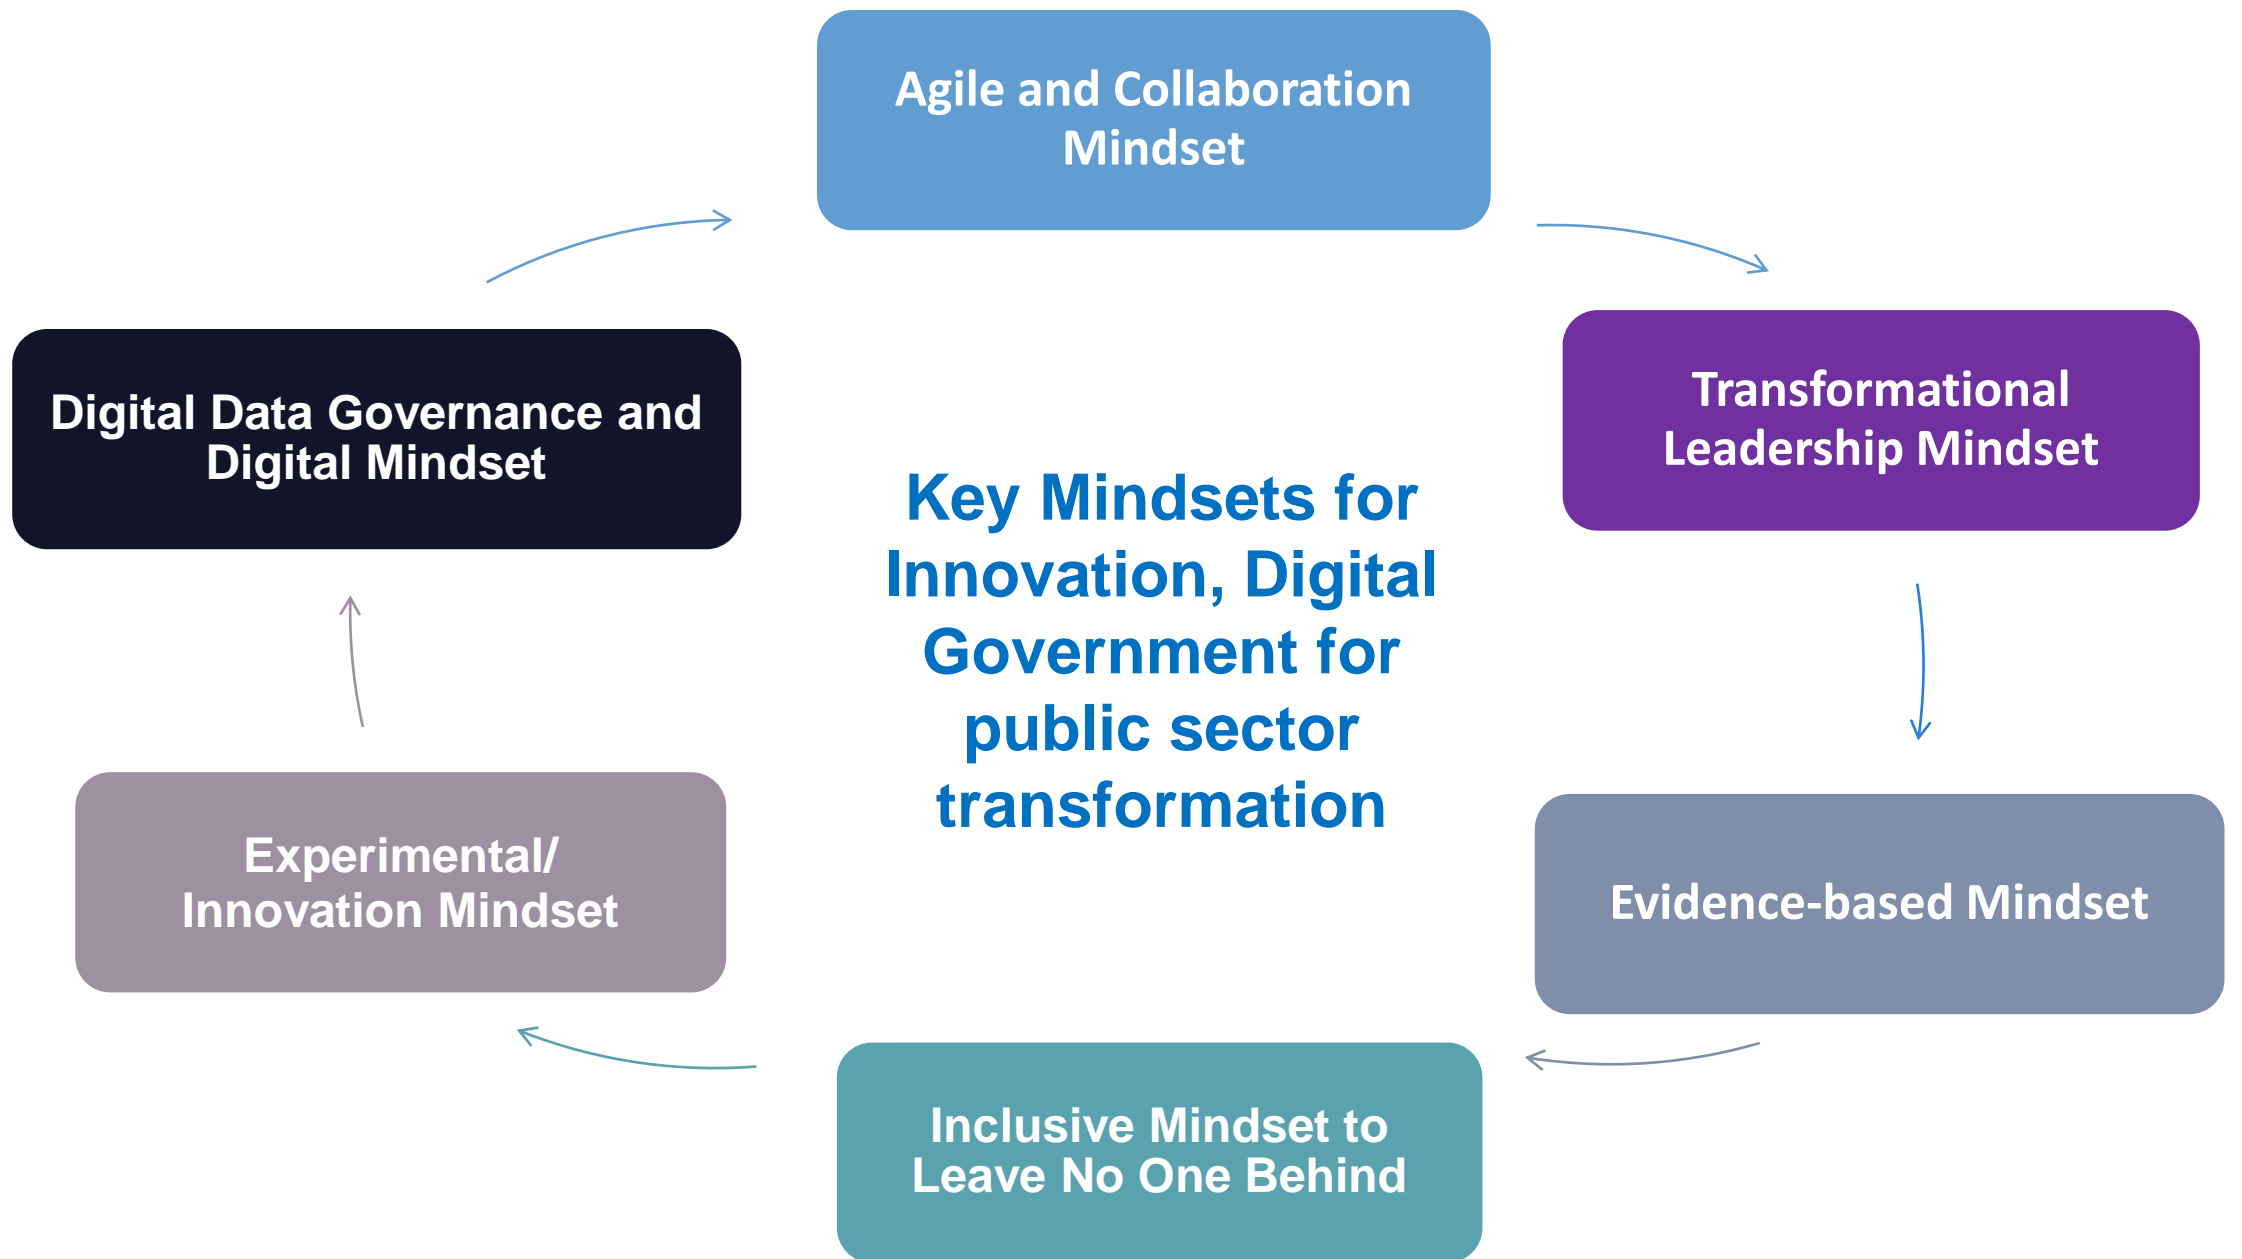 Agile and Collaboration
Mindset
Transformational
Leadership Mindset
Evidence-based Mindset
Inclusive Mindset to
Leave No One Behind
Experimental/
Innovation Mindset
Digital Data Governance and
Digital Mindset
Key Mindsets for
Innovation, Digital
Government for
public sector
transformation